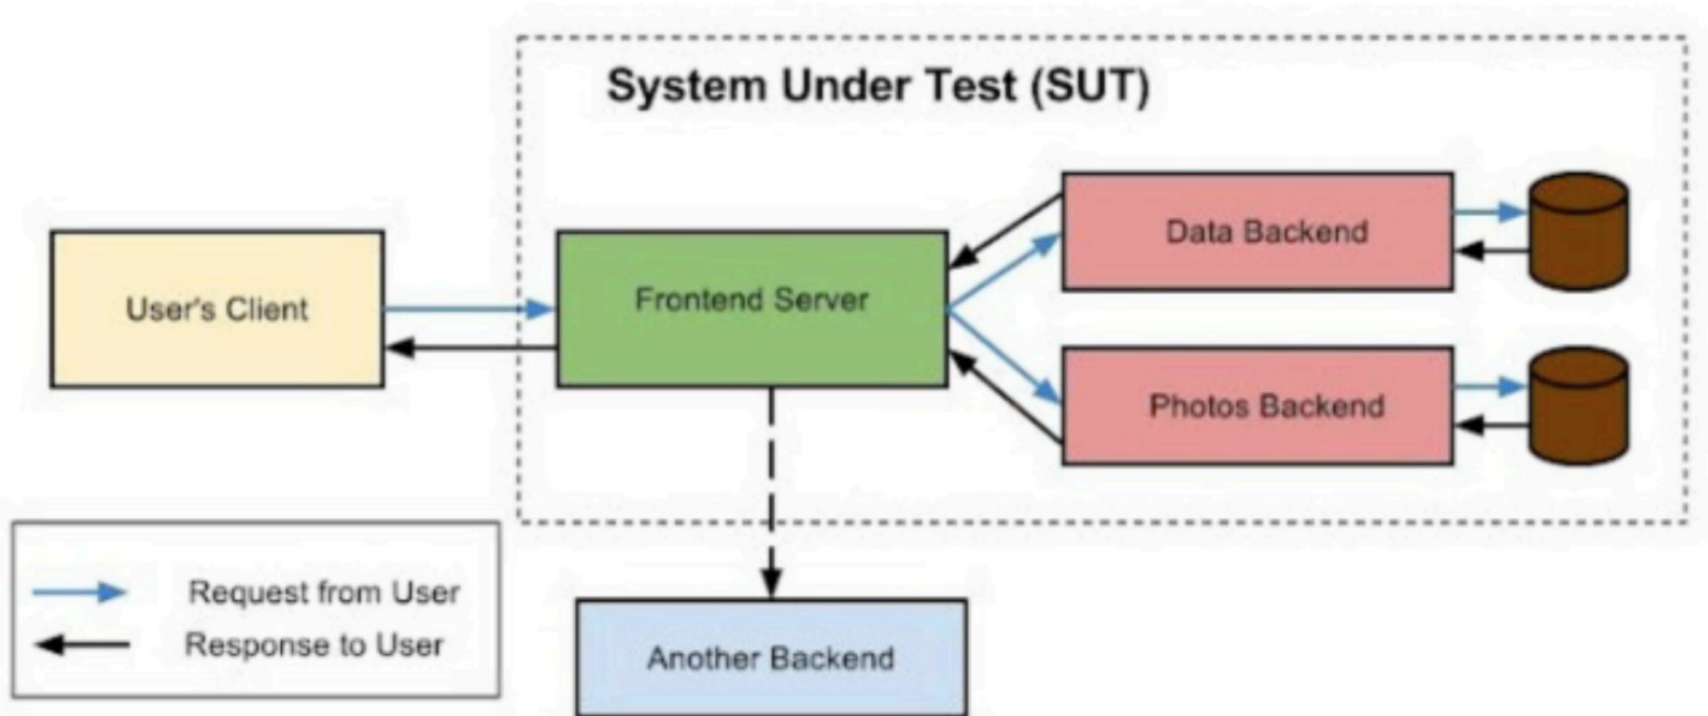 System Under Test (SUT)
User's Client
Frontend Server
Data Backend
Photos Backend
Another Backend
Request from User
Response to User